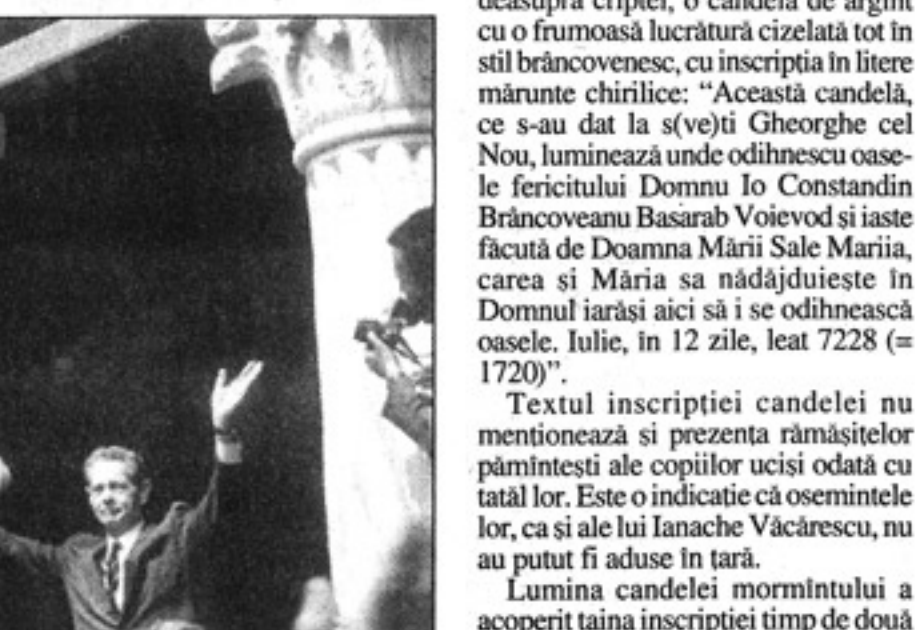 deasupra criptei, o candelă de argint
cu o frumoasă lucrătură cizelată tot în
stil brâncovenesc, cu inscripția în litere
mărunte chirilice: “Această candelă,
ce s-au dat la s(ve)ti Gheorghe cel
Nou, luminează unde odihnescu oase-
le fericitului Domnu Io Constandin
Brâncoveanu Basarab Voievod și iaste
făcută de Doamna Mării Sale Mariia,
carea și Măria sa nădăjduiește în
Domnul iarăși aici să i se odihnească
oasele. Iulie, în 12 zile, leat 7228 (=
1720)”.
Textul inscripției candelei nu
menționează și prezența rămășițelor
pămîntești ale copiilor uciși odată cu
tatăl lor. Este o indicație că osemintele
lor, ca și ale lui Ianache Văcărescu, nu
au putut fi aduse în țară.
Lumina candelei mormîntului a
acoperit taina inscripției timp de două